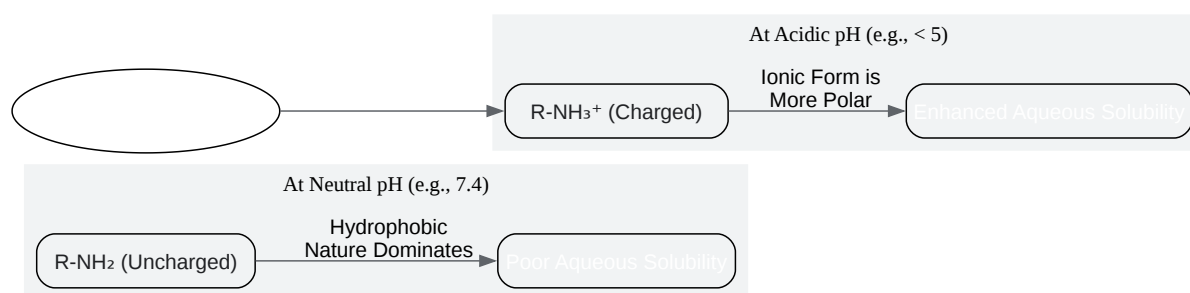 At Acidic pH (e.g., < 5)
Ionic Form is
More Polar
R-NH₃⁺ (Charged)
Enhanced Aqueous Solubility
At Neutral pH (e.g., 7.4)
Hydrophobic
Nature Dominates
R-NH₂ (Uncharged)
Poor Aqueous Solubility